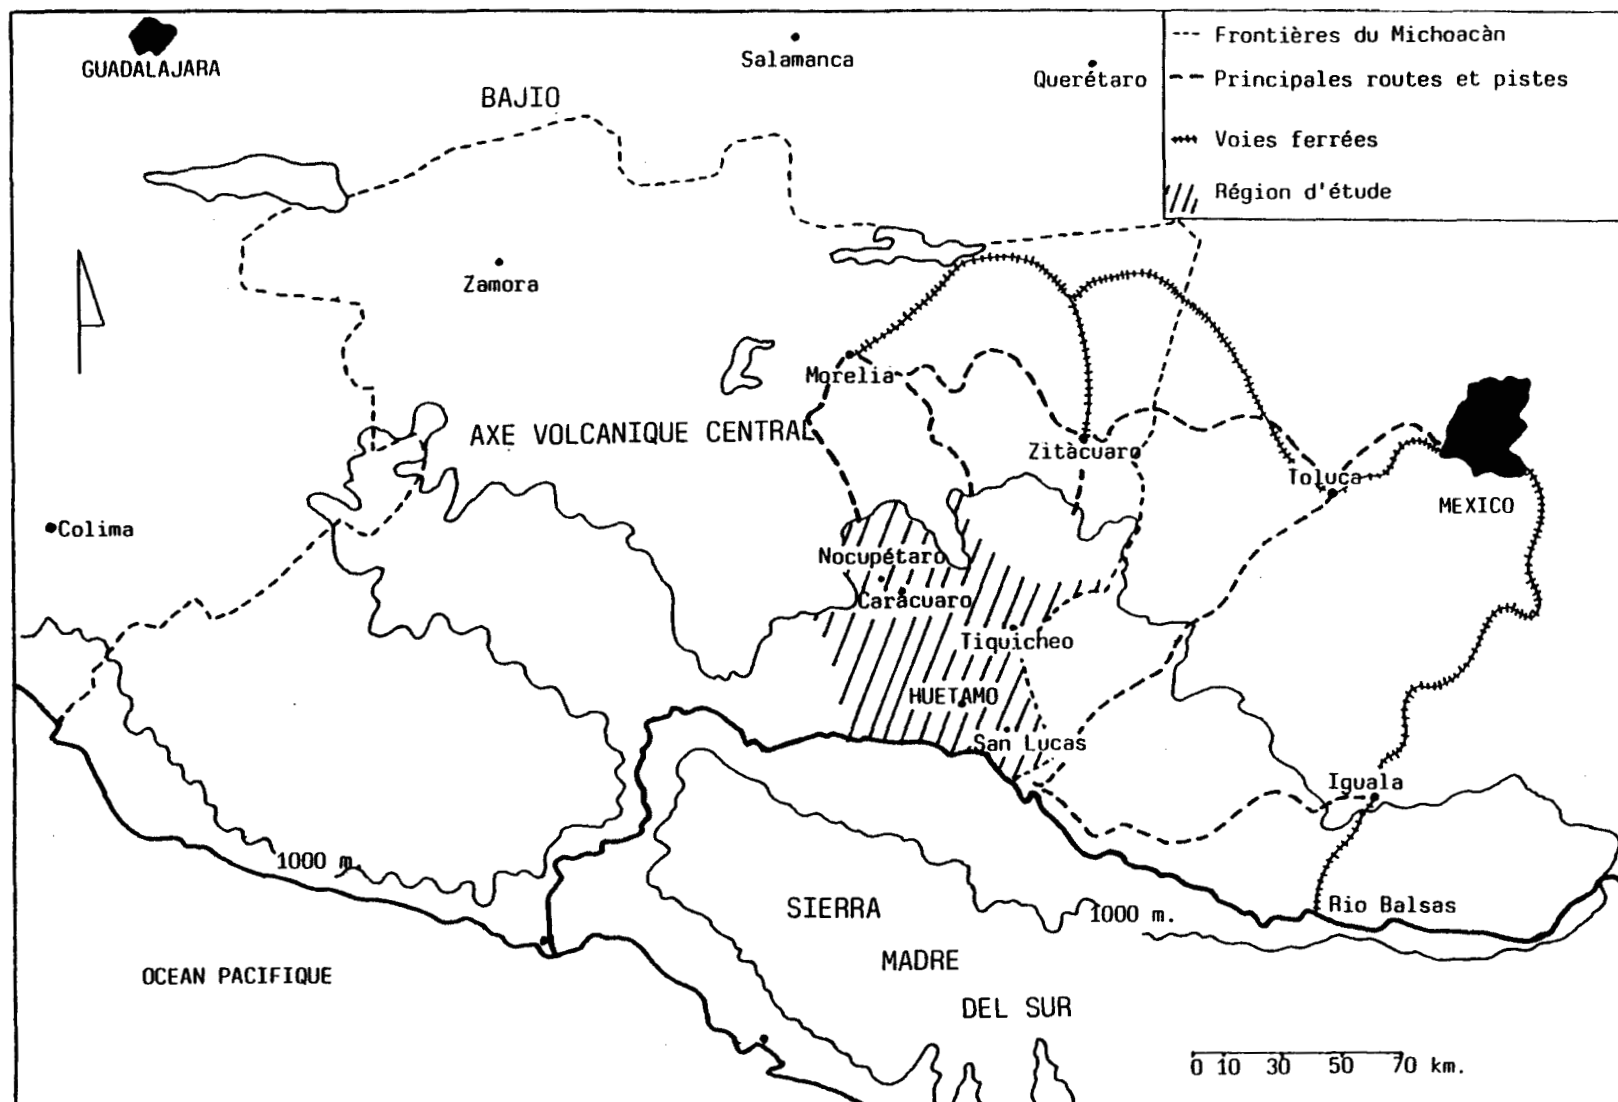 GUADALAJARA
Salamanca
Querétaro
BAJIO
--- Frontières du Michoacàn
Principales routes et pistes
Voies ferrées
Région d'étude
Zamora
Morelia
AXE VOLCANIQUE CENTRAL
Zitàcuaro
Toluca
MEXICO
Colima
Nocupétaro
Caràcuaro
Tiquicheo
HUETAMO
San Lucas
Iguala
1000 m.
SIERRA
MADRE
DEL SUR
1000 m.
Rio Balsas
OCEAN PACIFIQUE
0 10 30 50 70 km.